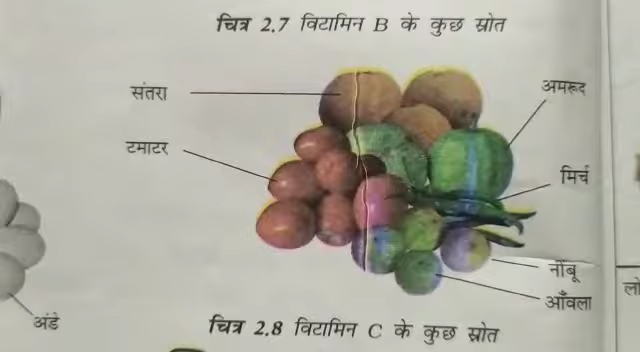 चित्र 2.7 विटामिन B के कुछ स्रोत
संतरा
अमरूद
टमाटर
मिर्च
नींबू
आँवला
अंडे
चित्र 2.8 विटामिन C के कुछ स्रोत